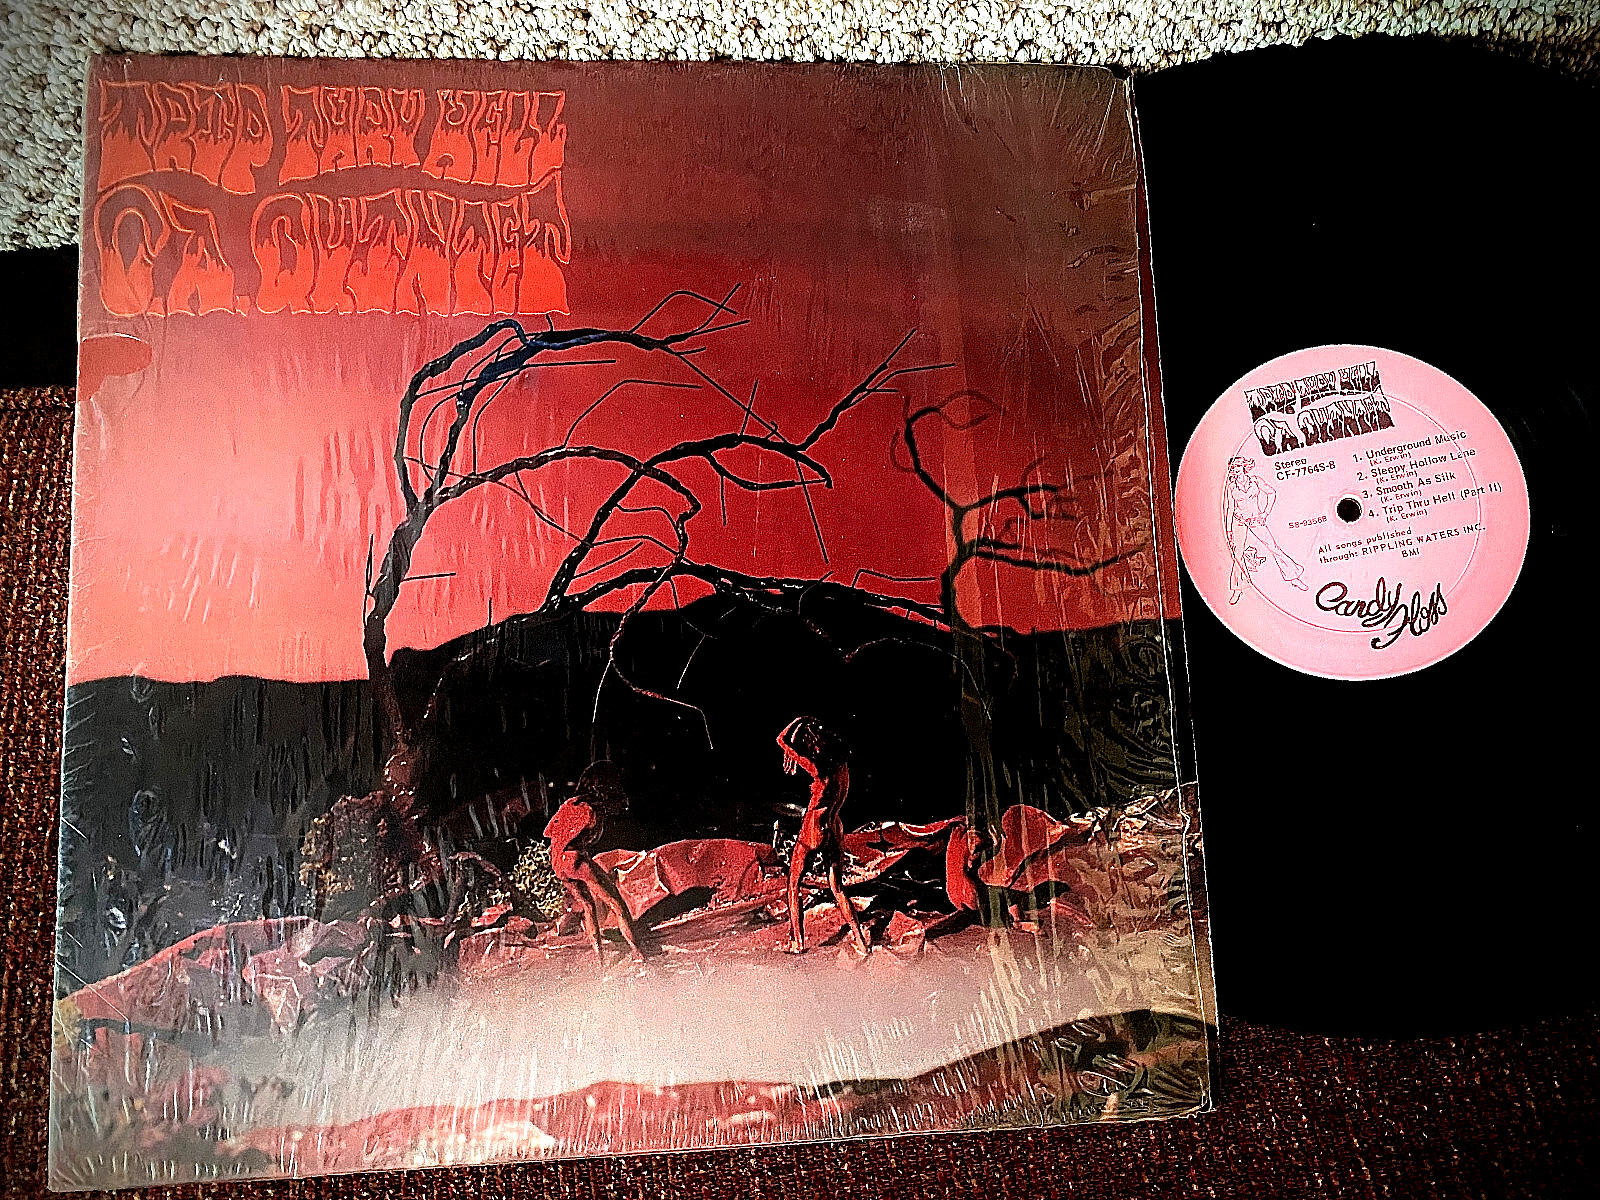 TRIP THRU HELL
C.A. QUINTET
TRIP THRU HELL
C.A. QUINTET
Stereo
CF-7764S-B
1. Underground Music
(K. Erwin)
2. Sleepy Hollow Lane
(K. Erwin)
3. Smooth As Silk
(K. Erwin)
4. Trip Thru Hell (Part II)
(K. Erwin)
S8-9356B
All songs published
through: RIPPLING WATERS INC.
BMI
Candy Floss